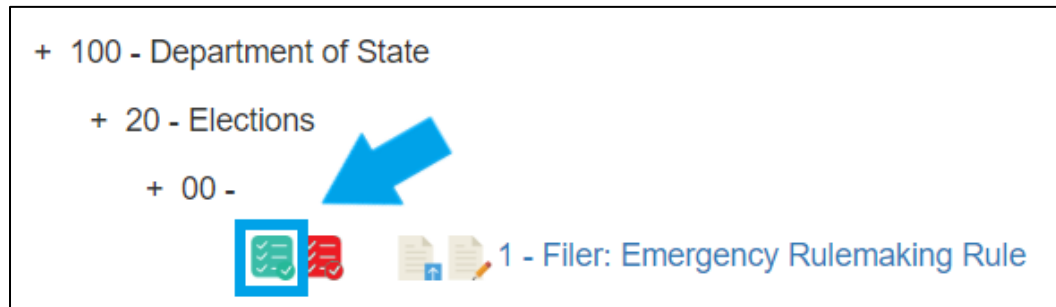 + 100 - Department of State
+ 20 - Elections
+ 00 -
1 - Filer: Emergency Rulemaking Rule